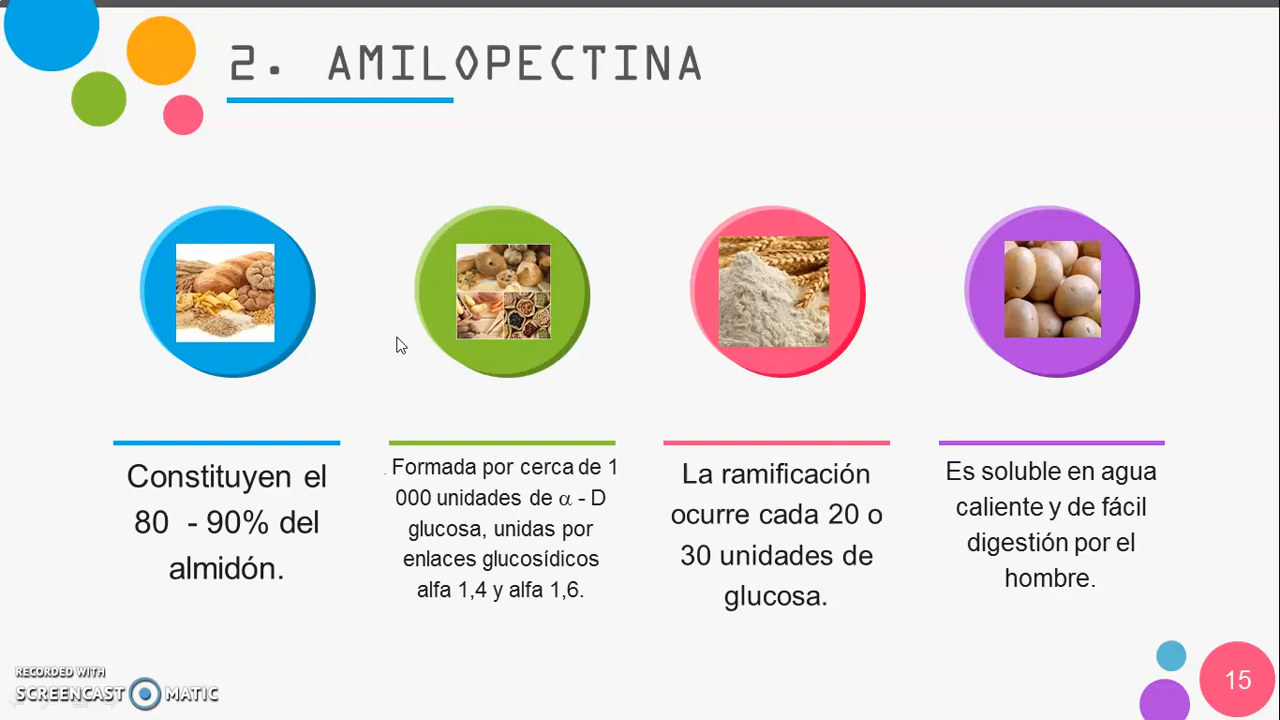 2. AMILOPECTINA
Constituyen el
80 - 90% del
almidón.
. Formada por cerca de 1
000 unidades de α - D
glucosa, unidas por
enlaces glucosídicos
alfa 1,4 y alfa 1,6.
La ramificación
ocurre cada 20 o
30 unidades de
glucosa.
Es soluble en agua
caliente y de fácil
digestión por el
hombre.
RECORDED WITH
SCREENCAST MATIC
15